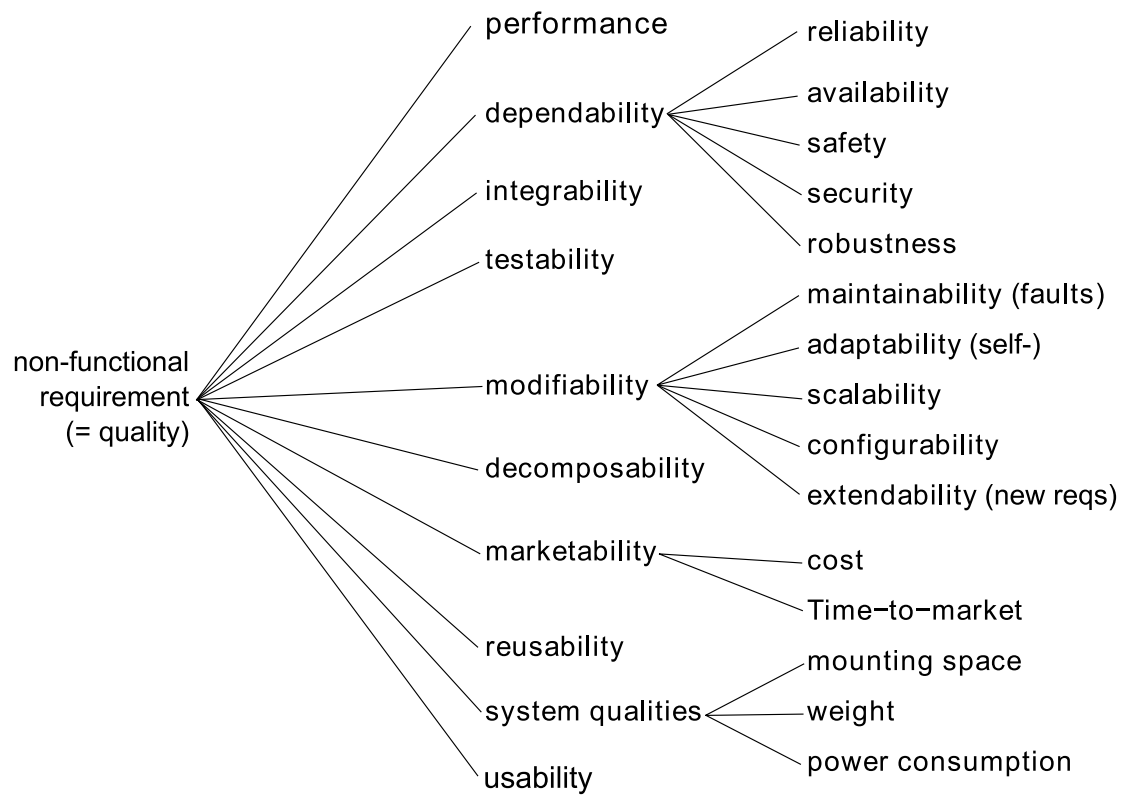 non-functional
requirement
(= quality)
performance
dependability
integrability
testability
modifiability
decomposability
marketability
reusability
system qualities
usability
reliability
availability
safety
security
robustness
maintainability (faults)
adaptability (self-)
scalability
configurability
extendability (new reqs)
cost
Time-to-market
mounting space
weight
power consumption